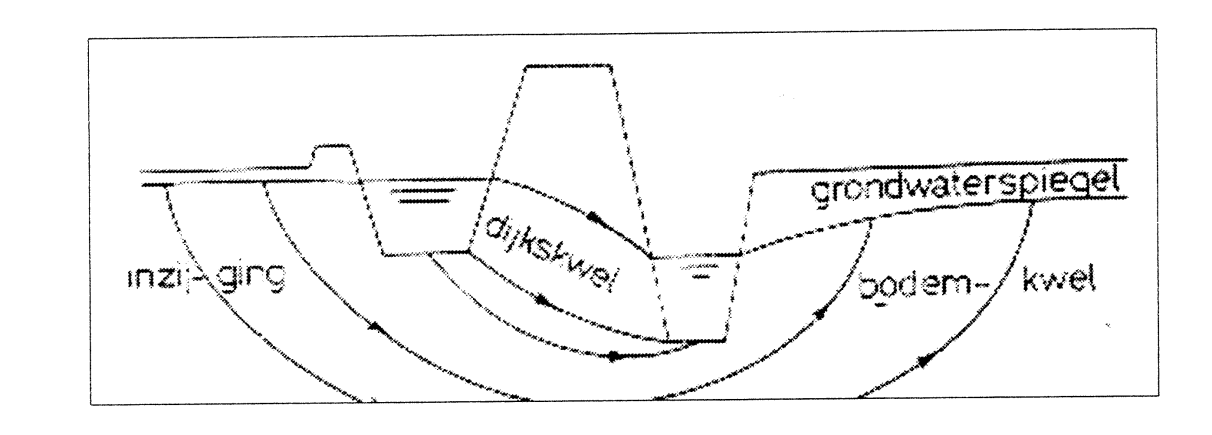 grondwaterspiegel
dijkskwel
inzij- ging
bodem- kwel